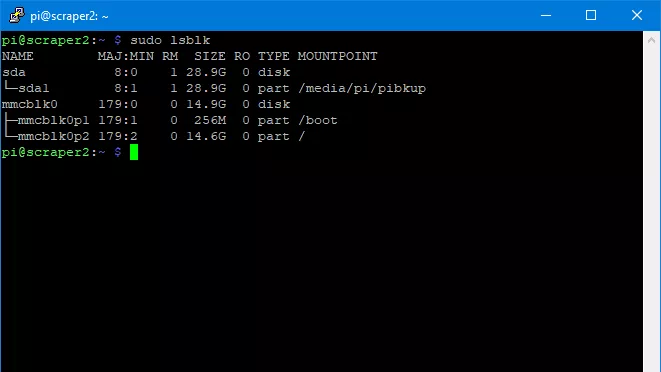 pi@scraper2: ~
pi@scraper2:~ $ sudo lsblk
NAME        MAJ:MIN RM  SIZE RO TYPE MOUNTPOINT
sda           8:0    1 28.9G  0 disk
└─sda1        8:1    1 28.9G  0 part /media/pi/pibkup
mmcblk0     179:0    0 14.9G  0 disk
├─mmcblk0p1 179:1    0  256M  0 part /boot
└─mmcblk0p2 179:2    0 14.6G  0 part /
pi@scraper2:~ $